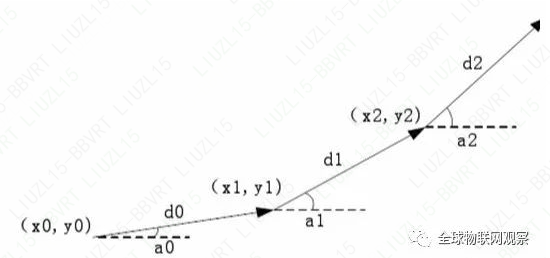 d2
(x2, y2)
d1
a2
(x1, y1)
d0
a1
(x0, y0)
a0
全球物联网观察
LIUZL15-BBVRT